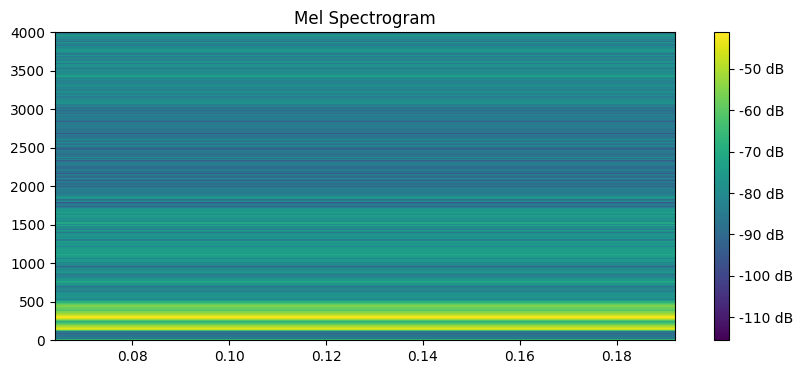 Mel Spectrogram
4000
3500
3000
2500
2000
1500
1000
500
0
0.08 0.10 0.12 0.14 0.16 0.18
-50 dB
-60 dB
-70 dB
-80 dB
-90 dB
-100 dB
-110 dB